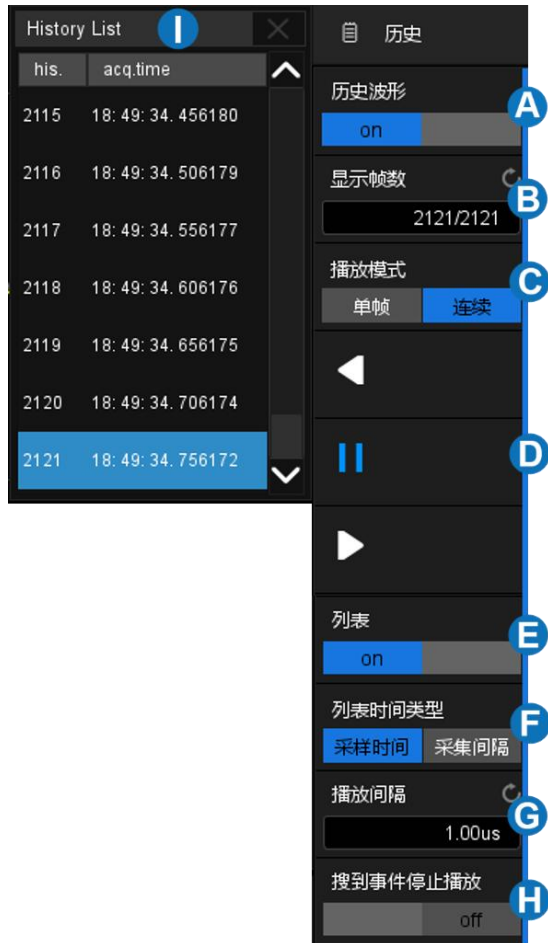 History List I
his. acq.time
2115 18: 49: 34. 456180
2116 18: 49: 34. 506179
2117 18: 49: 34. 556177
2118 18: 49: 34. 606176
2119 18: 49: 34. 656175
2120 18: 49: 34. 706174
2121 18: 49: 34. 756172
历史
历史波形
A
on
显示帧数
B
2121/2121
播放模式
C
单帧 连续
D
列表
E
on
列表时间类型
F
采样时间 采集间隔
播放间隔
G
1.00us
搜到事件停止播放
H
off